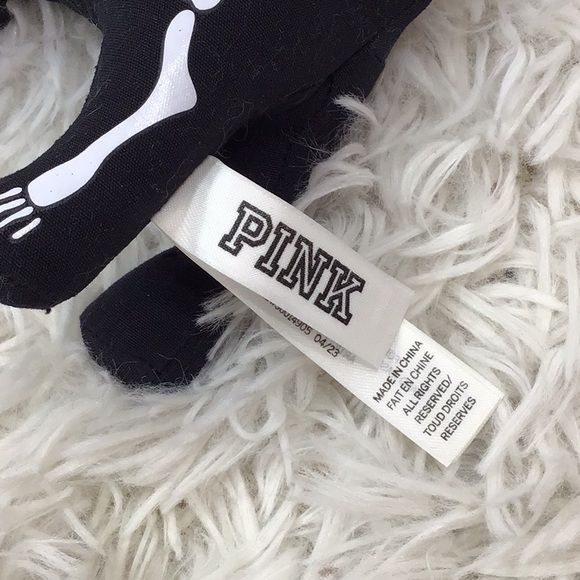 PINK
04/23
MADE IN CHINA
FAIT EN CHINE
ALL RIGHTS
RESERVED/
TOUD DROITS
RESERVES